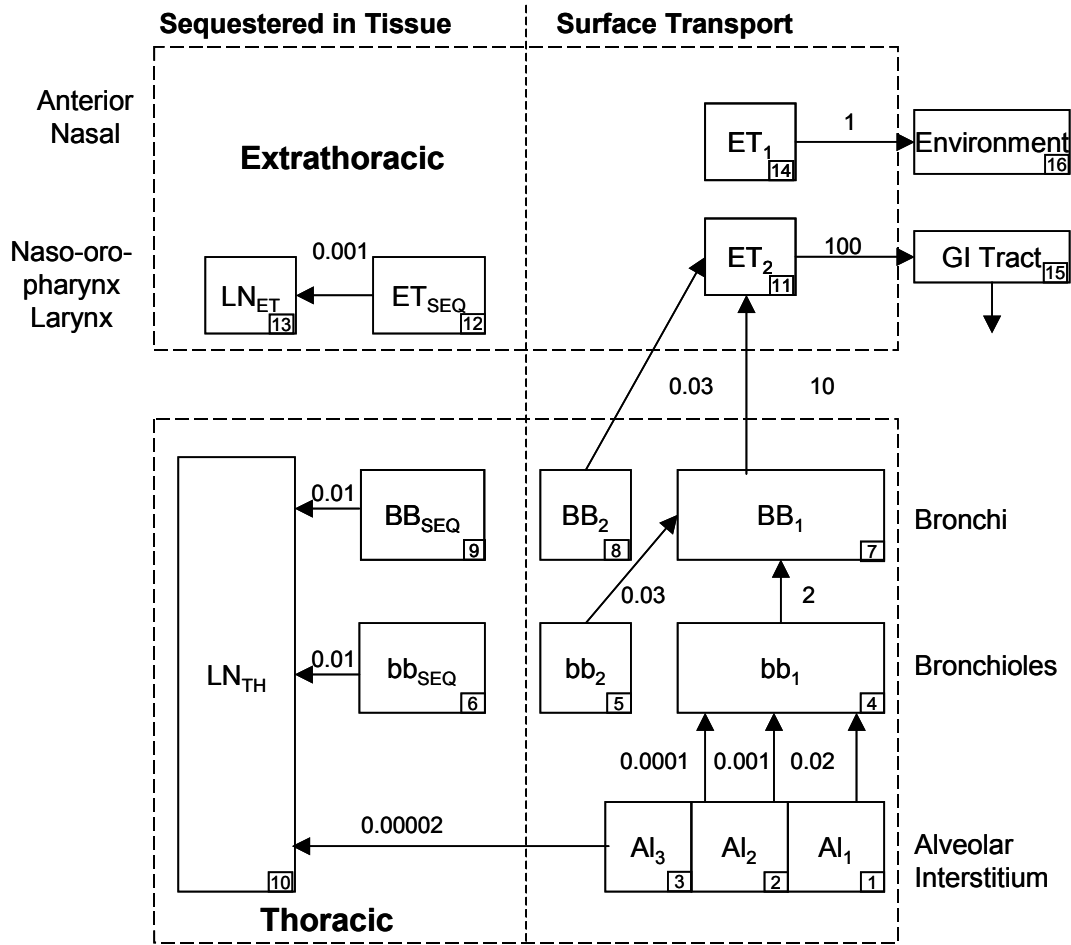 Sequestered in Tissue
Surface Transport
Anterior
Nasal
Extrathoracic
ET1
14
1
Environment
16
Naso-oro-
pharynx
Larynx
LNET
13
0.001
ETSEQ
12
ET2
11
100
GI Tract
15
0.03
10
LNTH
10
0.01
BBSEQ
9
BB2
8
BB1
7
Bronchi
0.03
2
0.01
bbSEQ
6
bb2
5
bb1
4
Bronchioles
0.0001
0.001
0.02
0.00002
AI3
3
AI2
2
AI1
1
Alveolar
Interstitium
Thoracic